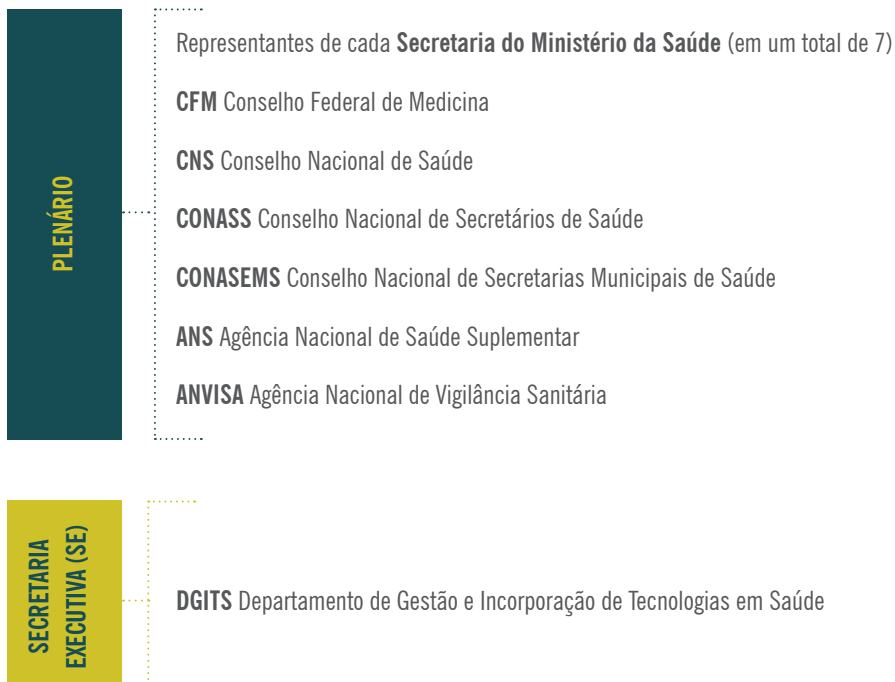 PLENÁRIO
Representantes de cada Secretaria do Ministério da Saúde (em um total de 7)
CFM Conselho Federal de Medicina
CNS Conselho Nacional de Saúde
CONASS Conselho Nacional de Secretários de Saúde
CONASEMS Conselho Nacional de Secretarias Municipais de Saúde
ANS Agência Nacional de Saúde Suplementar
ANVISA Agência Nacional de Vigilância Sanitária
SECRETARIA
EXECUTIVA (SE)
DGITS Departamento de Gestão e Incorporação de Tecnologias em Saúde